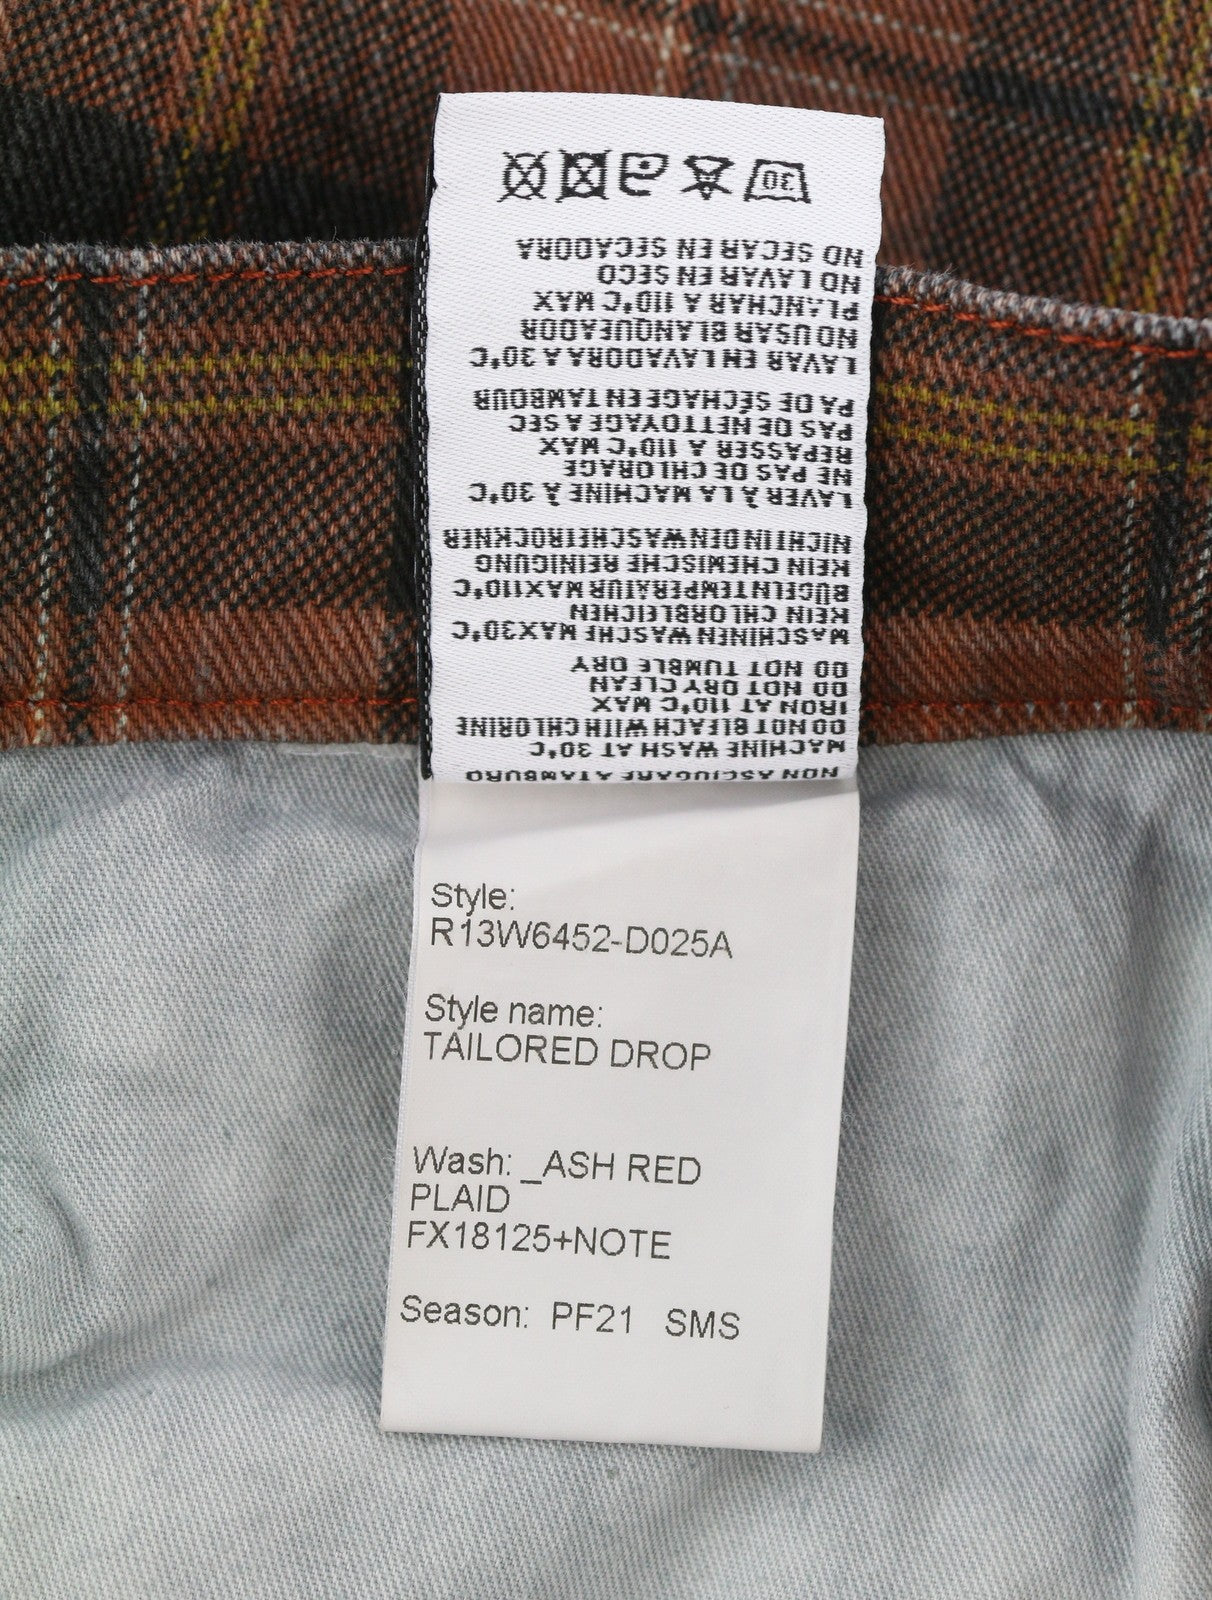 NON ASCIUGARE A TAMBURO
MACHINE WASH AT 30°C
DO NOT BLEACH WITH CHLORINE
IRON AT 110°C MAX
DO NOT DRY CLEAN
DO NOT TUMBLE DRY
MASCHINEN WASCHE MAX30°C
KEIN CHLORBLEICHEN
BÜGELNTEMPERATUR MAX110°C
KEIN CHEMISCHE REINIGUNG
NICHT IN DEN WASCHETROCKNER
LAVER À LA MACHINE À 30°C
NE PAS DE CHLORAGE
REPASSER A 110°C MAX
PAS DE NETTOYAGE A SEC
PA DE SÉCHAGE EN TAMBOUR
LAVAR EN LAVADORA A 30°C
NO USAR BLANQUEADOR
PLANCHAR A 110°C MAX
NO LAVAR EN SECO
NO SECAR EN SECADORA
30
Style:
R13W6452-D025A
Style name:
TAILORED DROP
Wash: _ASH RED
PLAID
FX18125+NOTE
Season: PF21 SMS